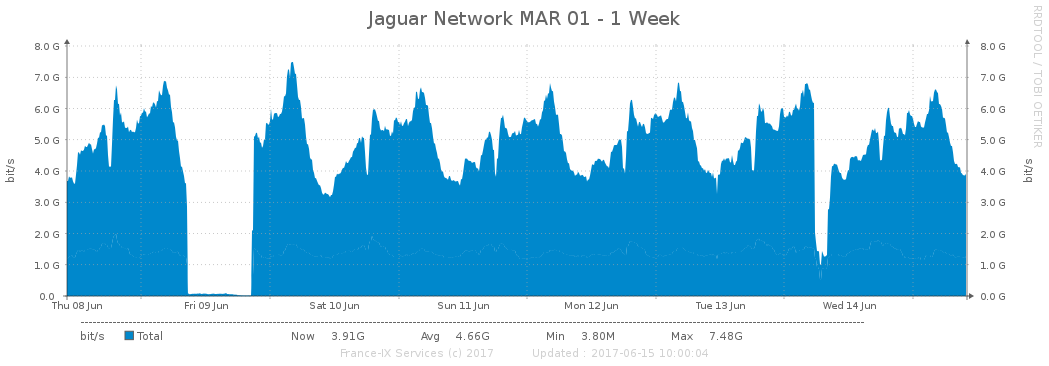 Jaguar Network MAR 01 - 1 Week
RRDTOOL / TOBI OETIKER
bit/s
8.0 G 8.0 G
7.0 G 7.0 G
6.0 G 6.0 G
5.0 G 5.0 G
4.0 G 4.0 G
3.0 G 3.0 G
2.0 G 2.0 G
1.0 G 1.0 G
0.0 0.0 G
bit/s
Thu 08 Jun Fri 09 Jun Sat 10 Jun Sun 11 Jun Mon 12 Jun Tue 13 Jun Wed 14 Jun
bit/s Total Now 3.91G Avg 4.66G Min 3.80M Max 7.48G
France-IX Services (c) 2017 Updated : 2017-06-15 10:00:04